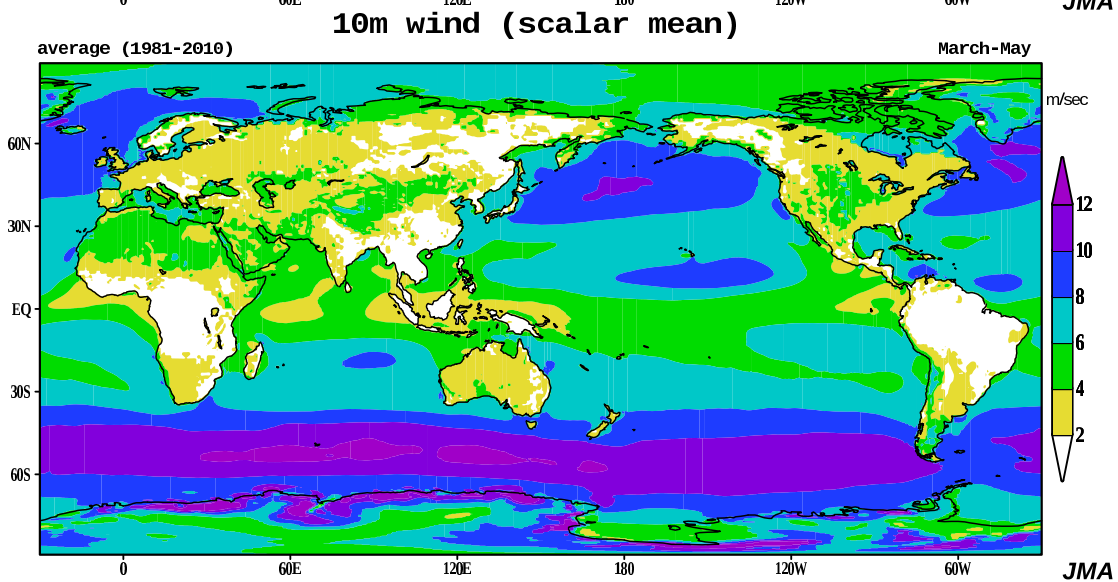 0 60E 120E 180 120W 60W JMA
10m wind (scalar mean)
average (1981-2010) March-May
m/sec
60N
30N
EQ
30S
60S
12
10
8
6
4
2
0 60E 120E 180 120W 60W JMA